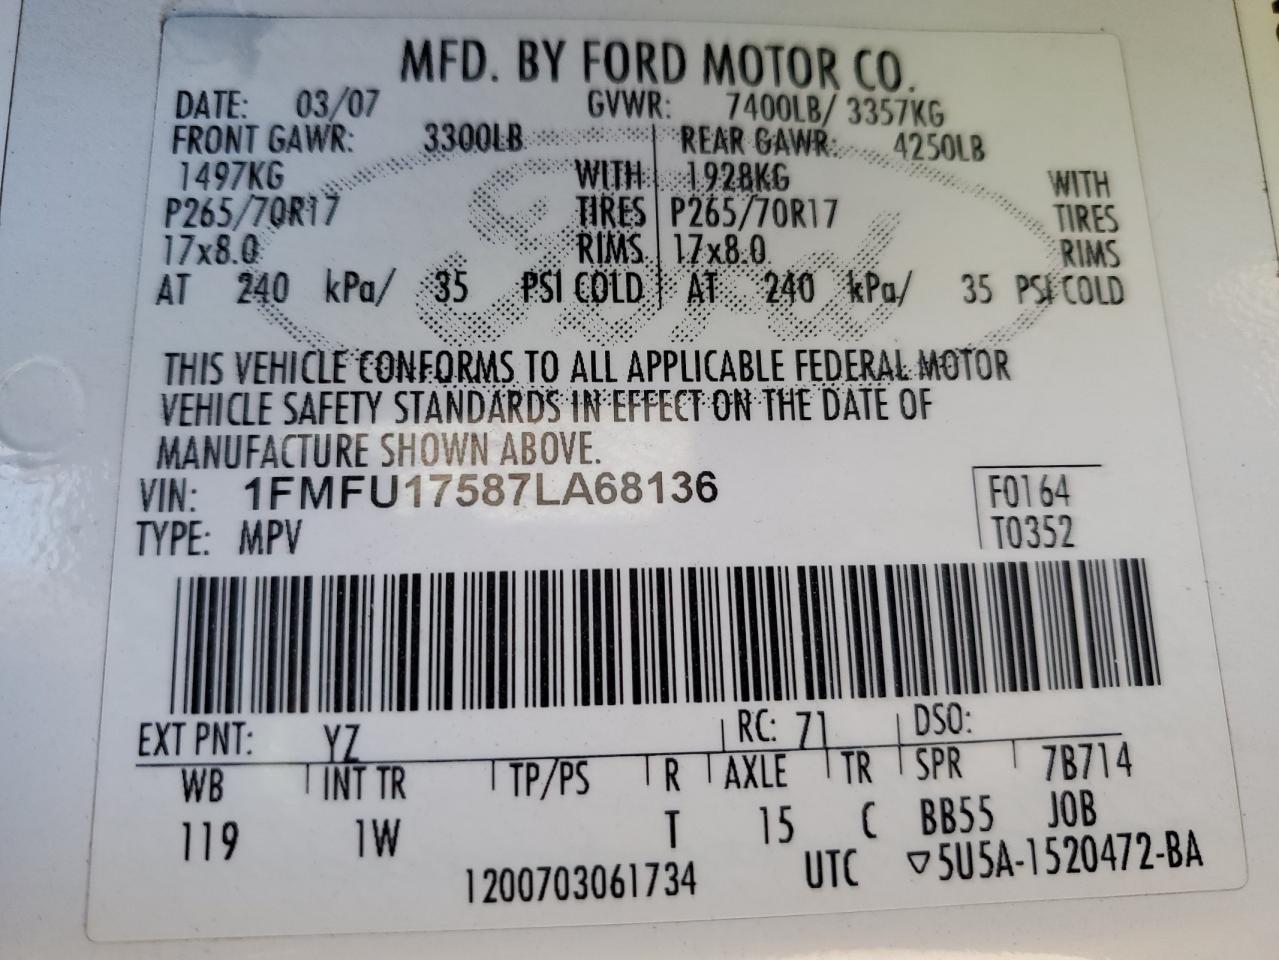 MFD. BY FORD MOTOR CO.
DATE: 03/07 GVWR: 7400LB/ 3357KG
FRONT GAWR: 3300LB REAR GAWR: 4250LB
1497KG WITH 1928KG WITH
P265/70R17 TIRES P265/70R17 TIRES
17x8.0 RIMS 17x8.0 RIMS
AT 240 kPa/ 35 PSI COLD AT 240 kPa/ 35 PSI COLD
Ford
THIS VEHICLE CONFORMS TO ALL APPLICABLE FEDERAL MOTOR
VEHICLE SAFETY STANDARDS IN EFFECT ON THE DATE OF
MANUFACTURE SHOWN ABOVE.
VIN: 1FMFU17587LA68136 F0164
TYPE: MPV T0352
EXT PNT: YZ RC: 71 DSO:
WB INT TR TP/PS R AXLE TR SPR 7B714
119 1W T 15 C BB55 JOB
1200703061734 UTC ▽5U5A-1520472-BA